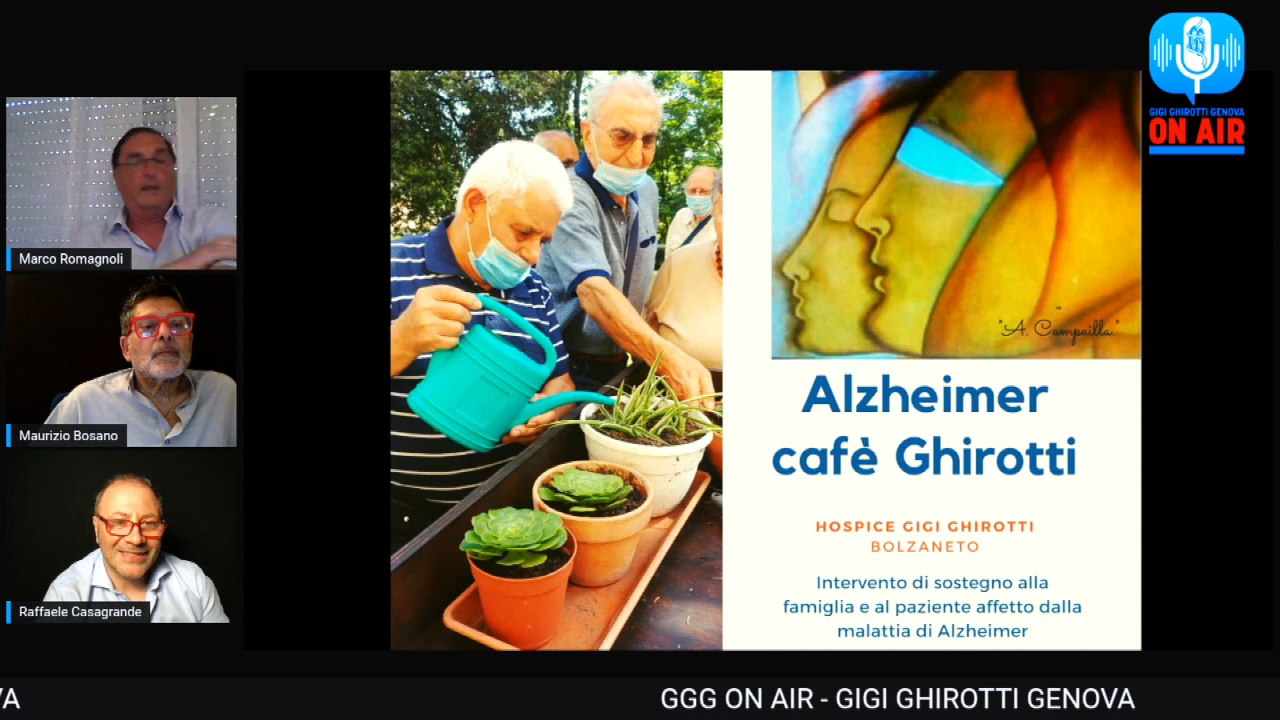 GIGI GHIROTTI GENOVA
ON AIR
Marco Romagnoli
Maurizio Bosano
Raffaele Casagrande
"A. Campailla."
Alzheimer
cafè Ghirotti
HOSPICE GIGI GHIROTTI
BOLZANETO
Intervento di sostegno alla
famiglia e al paziente affetto dalla
malattia di Alzheimer
VA GGG ON AIR - GIGI GHIROTTI GENOVA